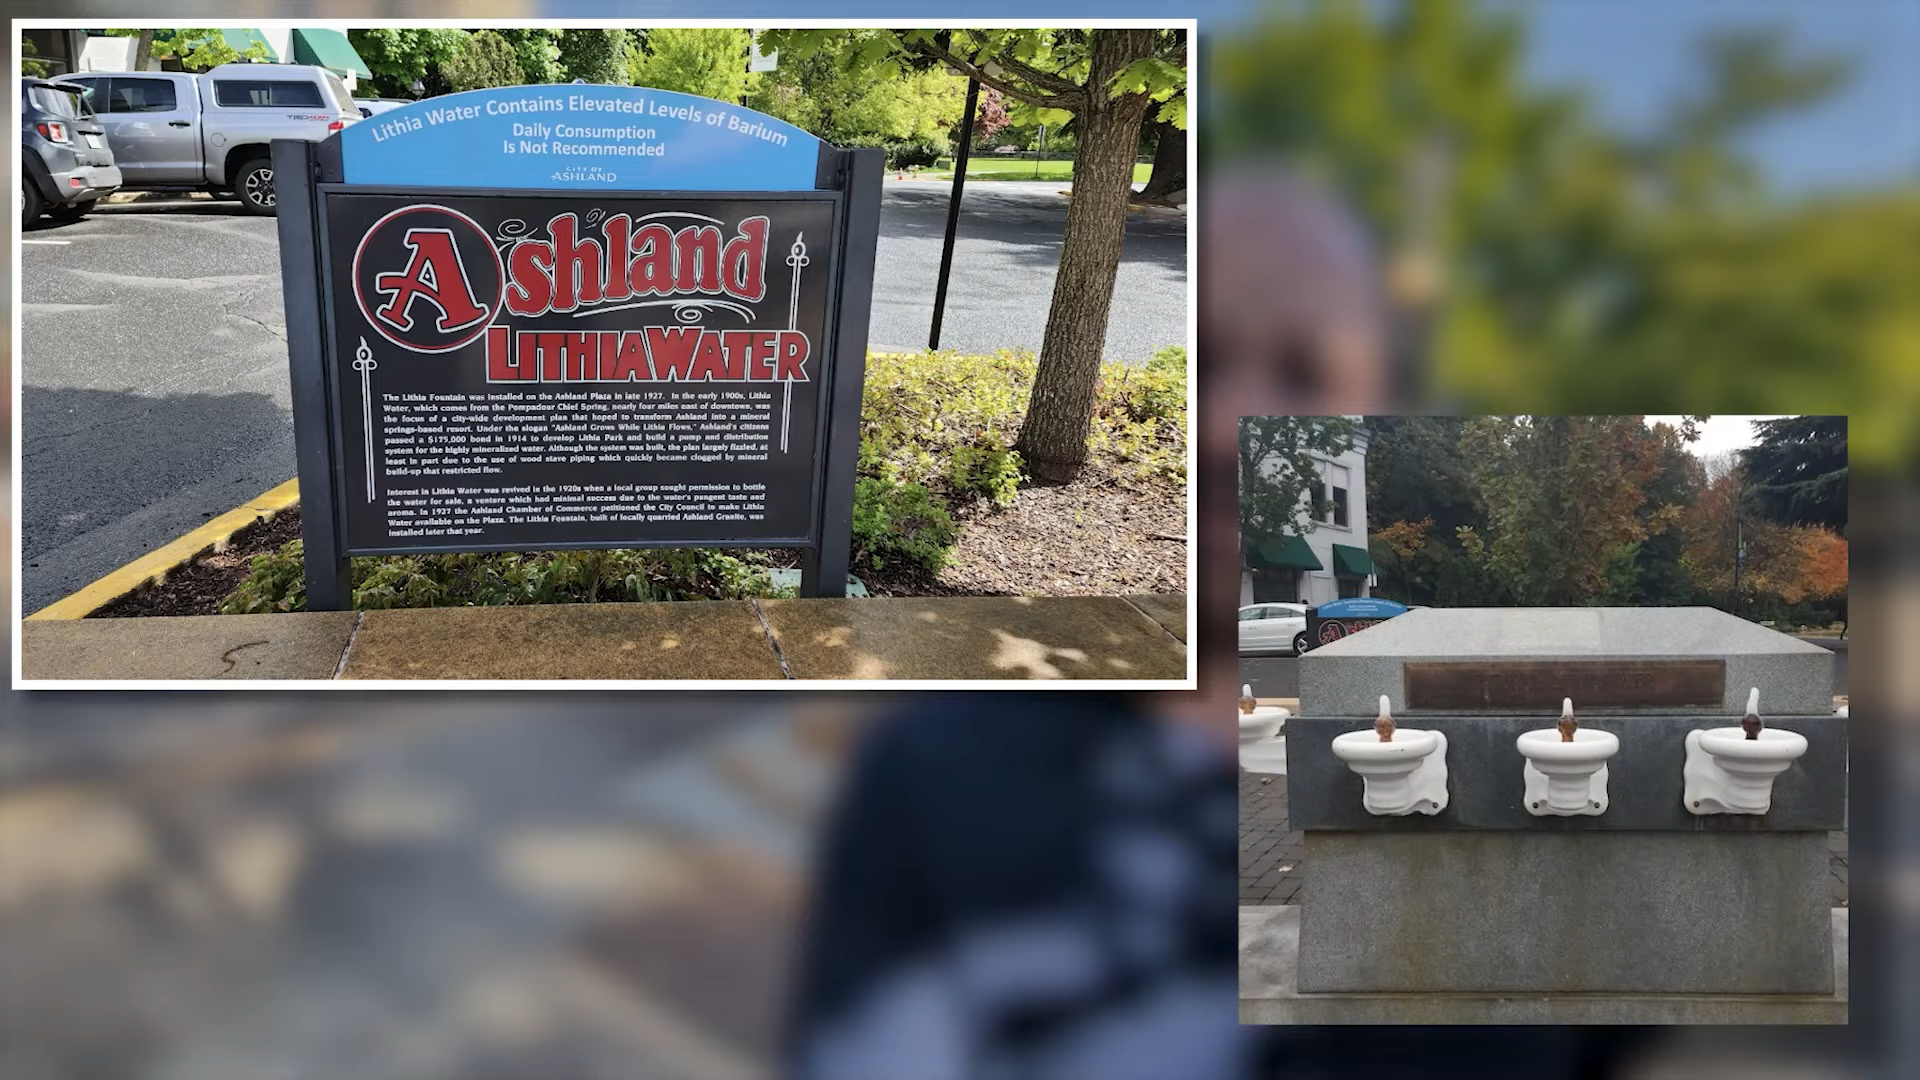 Lithia Water Contains Elevated Levels of Barium
Daily Consumption
Is Not Recommended
CITY OF
ASHLAND
Ashland
LITHIA WATER
The Lithia Fountain was installed on the Ashland Plaza in late 1927. In the early 1900s, Lithia
Water, which comes from the Pompadour Chief Spring, nearly four miles east of downtown, was
the focus of a city-wide development plan that hoped to transform Ashland into a mineral
springs-based resort. Under the slogan "Ashland Grows While Lithia Flows," Ashland's citizens
passed a $175,000 bond in 1914 to develop Lithia Park and build a pump and distribution
system for the highly mineralized water. Although the system was built, the plan largely fizzled, at
least in part due to the use of wood stave piping which quickly became clogged by mineral
build-up that restricted flow.
Interest in Lithia Water was revived in the 1920s when a local group sought permission to bottle
the water for sale, a venture which had minimal success due to the water's pungent taste and
aroma. In 1927 the Ashland Chamber of Commerce petitioned the City Council to make Lithia
Water available on the Plaza. The Lithia Fountain, built of locally quarried Ashland Granite, was
installed later that year.